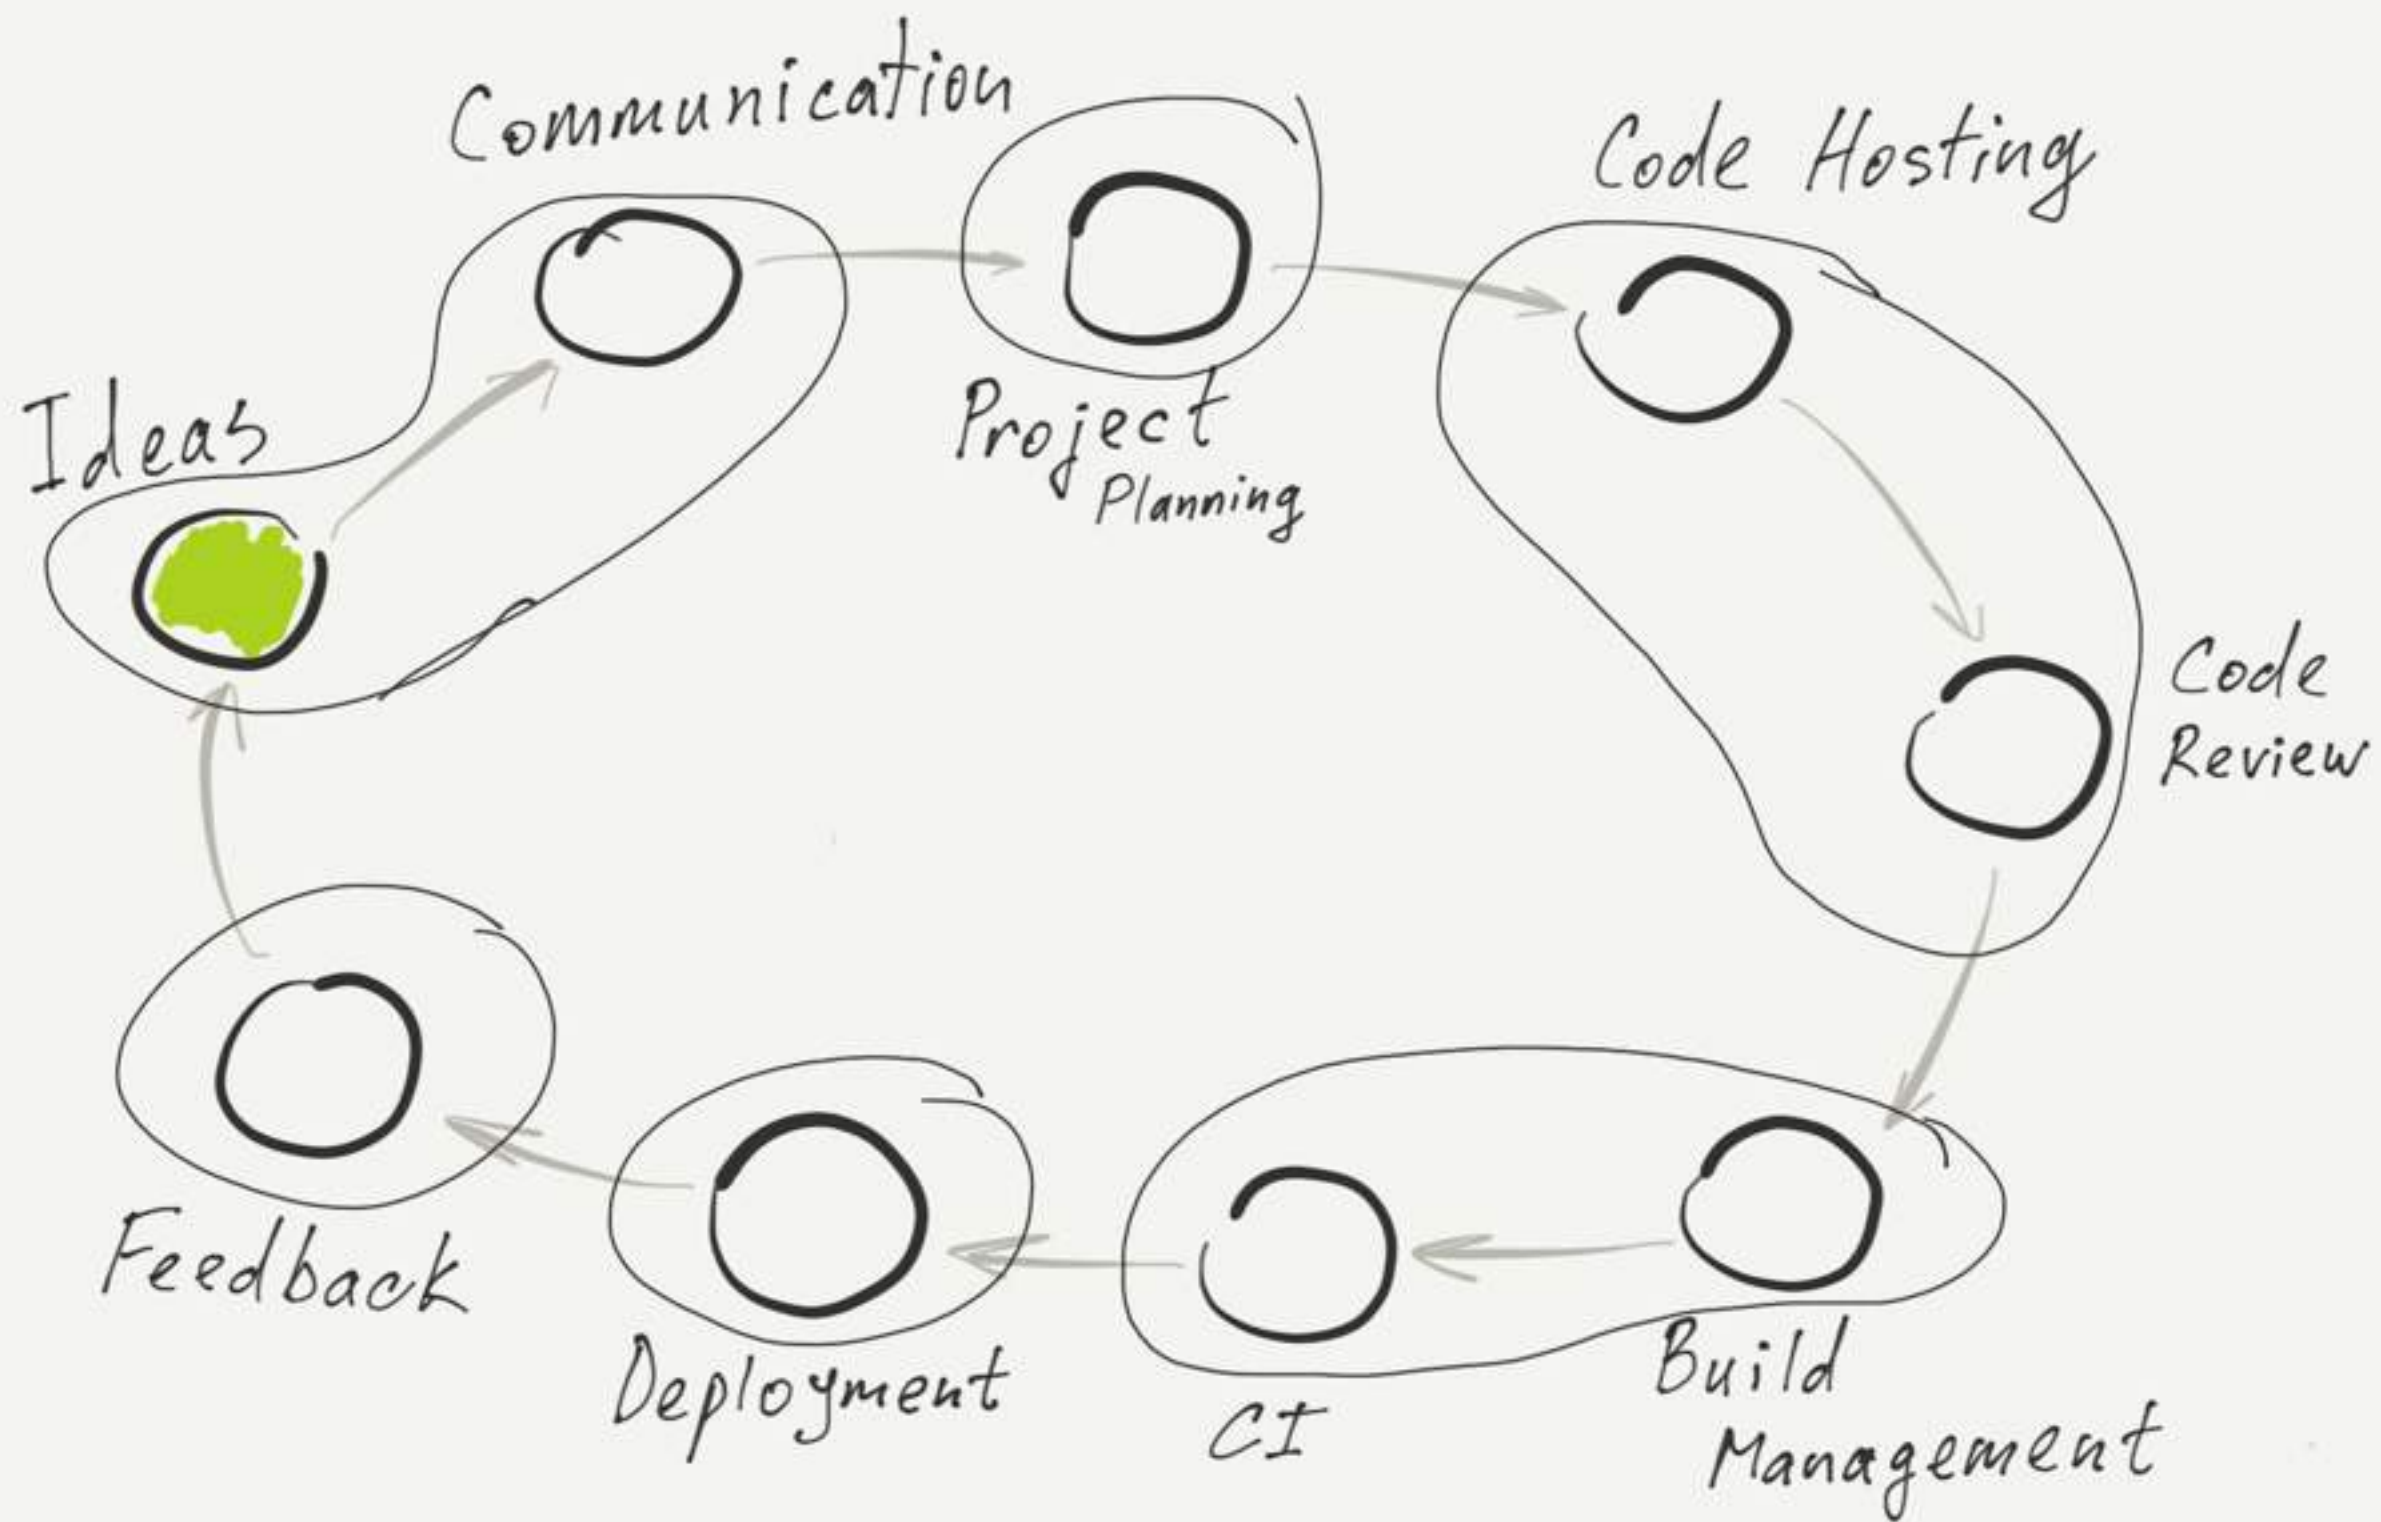 Communication
Code Hosting
Ideas
Project
Planning
Code
Review
Feedback
Deployment
CI
Build
Management